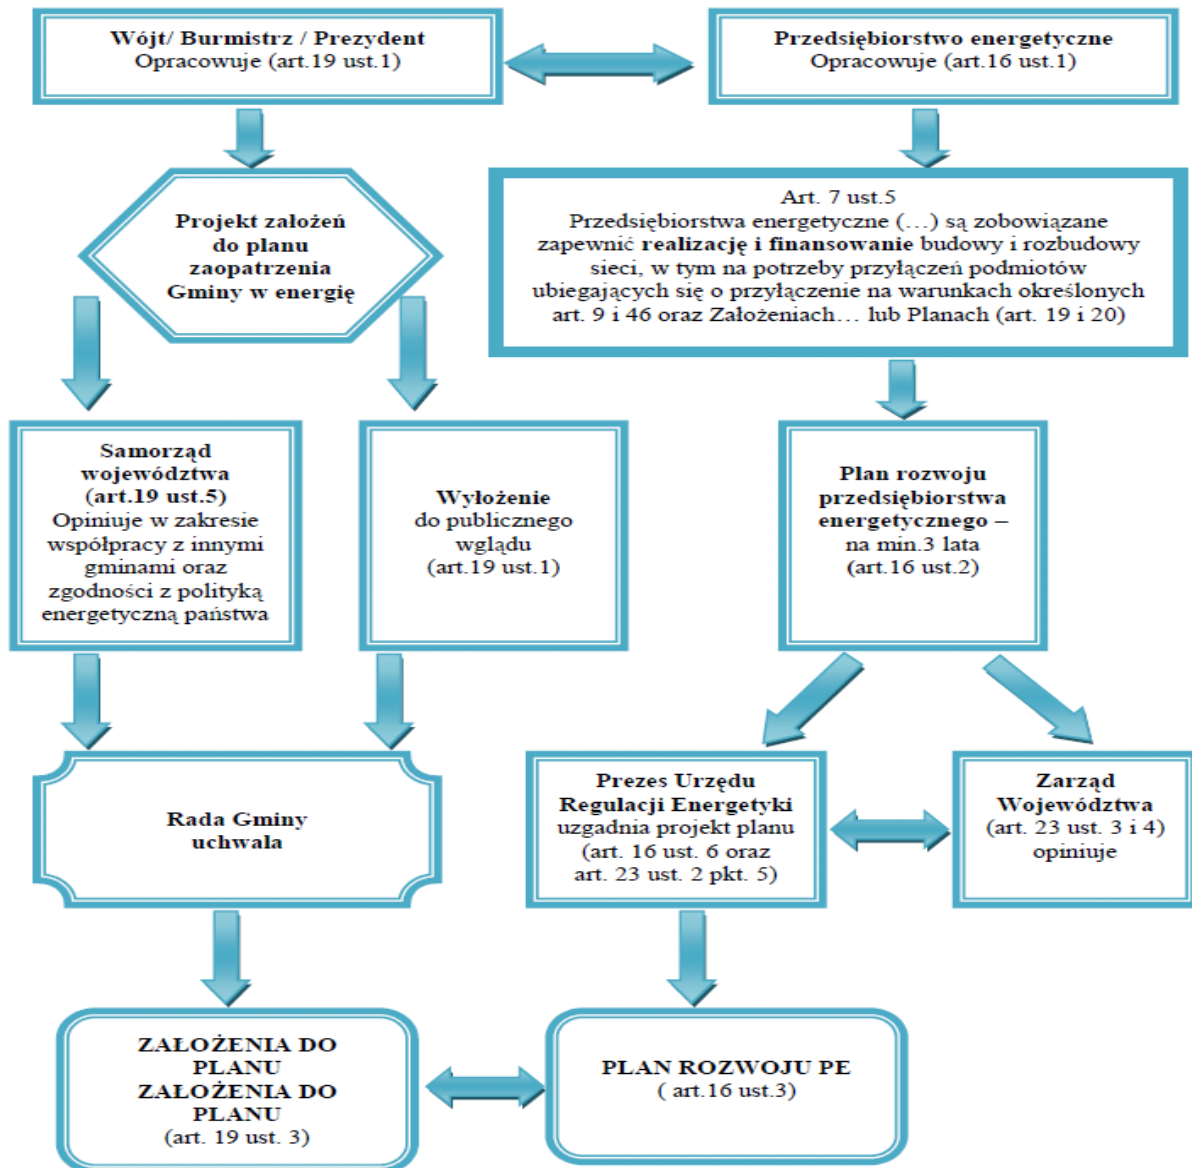 Wójt/ Burmistrz / Prezydent
Opracowuje (art.19 ust.1)
Przedsiębiorstwo energetyczne
Opracowuje (art.16 ust.1)
Projekt założeń
do planu
zaopatrzenia
Gminy w energię
Art. 7 ust.5
Przedsiębiorstwa energetyczne (…) są zobowiązane
zapewnić realizację i finansowanie budowy i rozbudowy
sieci, w tym na potrzeby przyłączeń podmiotów
ubiegających się o przyłączenie na warunkach określonych
art. 9 i 46 oraz Założeniach… lub Planach (art. 19 i 20)
Samorząd
województwa
(art.19 ust.5)
Opiniuje w zakresie
współpracy z innymi
gminami oraz
zgodności z polityką
energetyczną państwa
Wyłożenie
do publicznego
wglądu
(art.19 ust.1)
Plan rozwoju
przedsiębiorstwa
energetycznego –
na min.3 lata
(art.16 ust.2)
Rada Gminy
uchwala
Prezes Urzędu
Regulacji Energetyki
uzgadnia projekt planu
(art. 16 ust. 6 oraz
art. 23 ust. 2 pkt. 5)
Zarząd
Województwa
(art. 23 ust. 3 i 4)
opiniuje
ZAŁOŻENIA DO
PLANU
ZAŁOŻENIA DO
PLANU
(art. 19 ust. 3)
PLAN ROZWOJU PE
( art.16 ust.3)